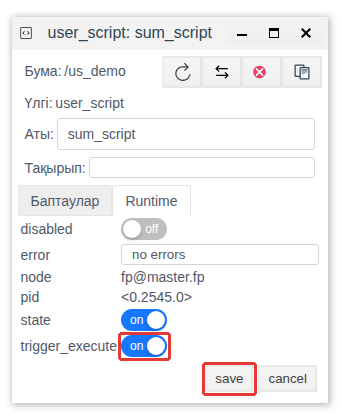 user_script: sum_script
Бума: /us_demo
Үлгі: user_script
Аты: sum_script
Тақырып:
Баптаулар Runtime
disabled off
error no errors
node fp@master.fp
pid <0.2545.0>
state on
trigger_execute on
save cancel